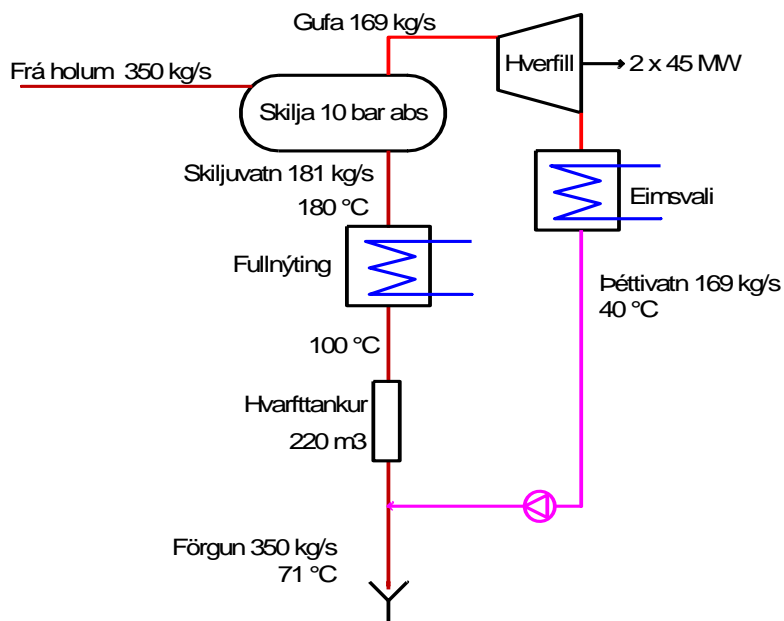 Gufa 169 kg/s
Frá holum 350 kg/s
Hverfill
2 x 45 MW
Skilja 10 bar abs
Skiljuvatn 181 kg/s
180 °C
Eimsvali
Fullnýting
Þéttivatn 169 kg/s
40 °C
100 °C
Hvarfttankur
220 m3
Förgun 350 kg/s
71 °C